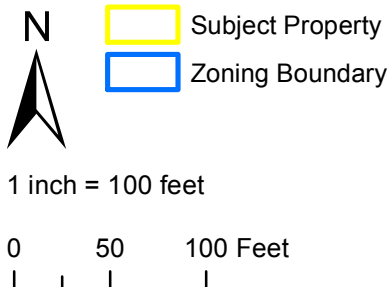 N
Subject Property
Zoning Boundary
1 inch = 100 feet
0 50 100 Feet